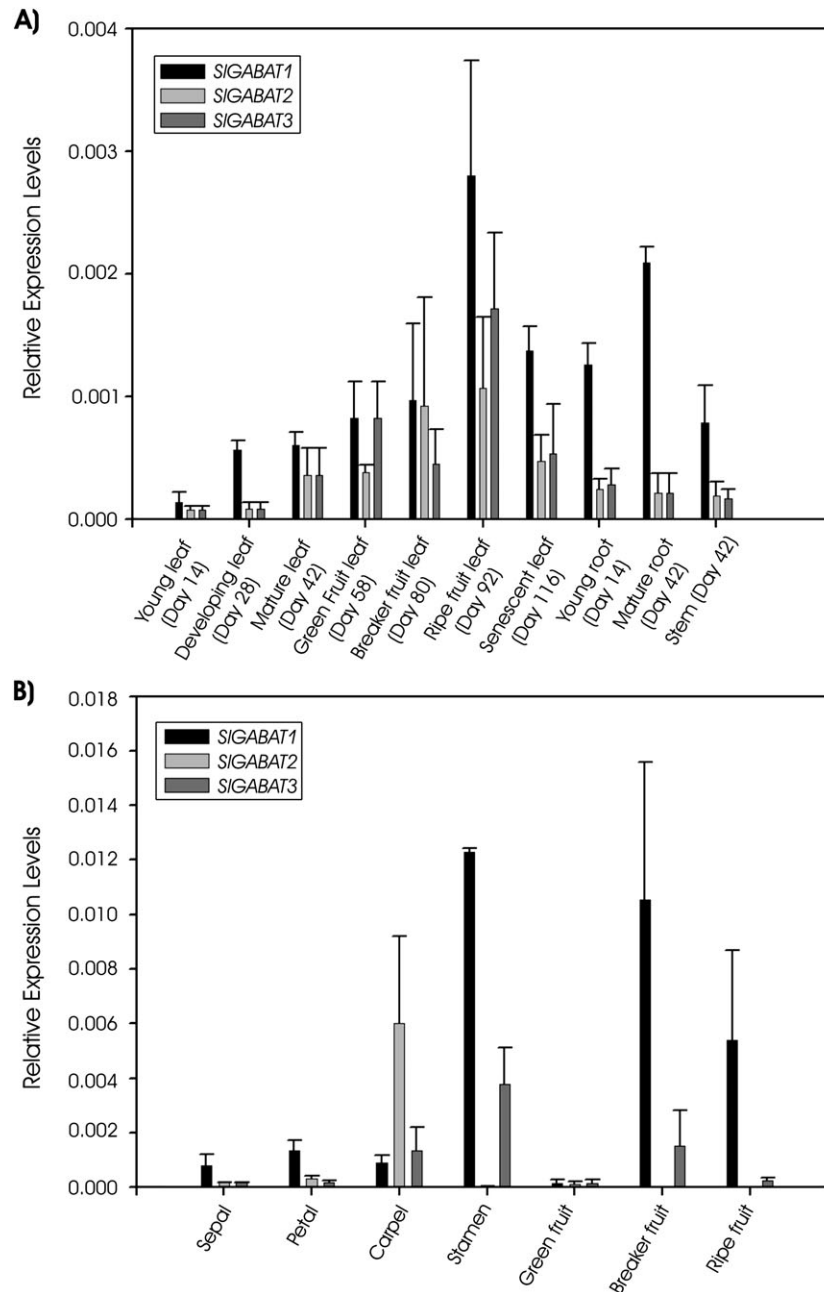 A)
0.004
0.003
0.002
0.001
0.000
Relative Expression Levels
SlGABAT1
SlGABAT2
SlGABAT3
Young leaf
(Day 14)
Developing leaf
(Day 28)
Mature leaf
(Day 42)
Green Fruit leaf
(Day 58)
Breaker fruit leaf
(Day 80)
Ripe fruit leaf
(Day 92)
Senescent leaf
(Day 116)
Young root
(Day 14)
Mature root
(Day 42)
Stem (Day 42)
B)
0.018
0.016
0.014
0.012
0.010
0.008
0.006
0.004
0.002
0.000
Relative Expression Levels
SlGABAT1
SlGABAT2
SlGABAT3
Sepal
Petal
Carpel
Stamen
Green fruit
Breaker fruit
Ripe fruit